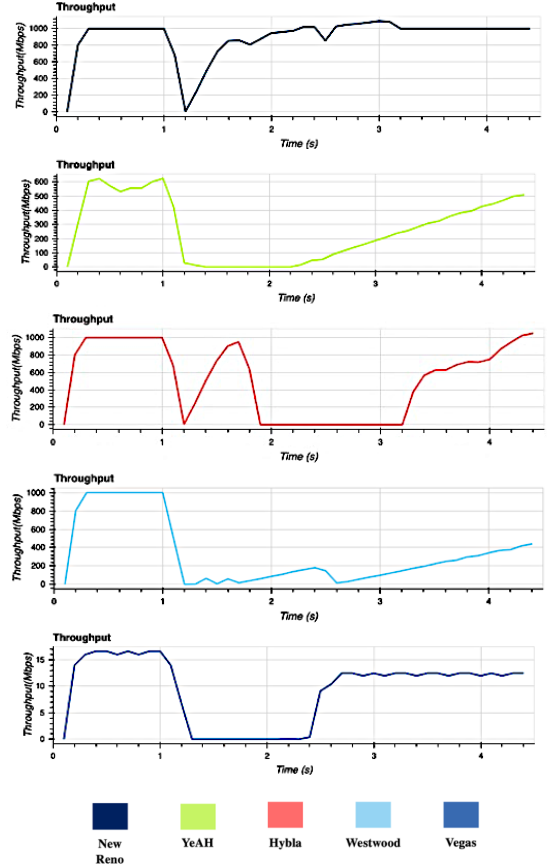 Throughput
Throughput(Mbps)
1000
800
600
400
200
0
0 1 2 3 4
Time (s)
Throughput
Throughput(Mbps)
600
500
400
300
200
100
0
0 1 2 3 4
Time (s)
Throughput
Throughput(Mbps)
1000
800
600
400
200
0
0 1 2 3 4
Time (s)
Throughput
Throughput(Mbps)
1000
800
600
400
200
0
0 1 2 3 4
Time (s)
Throughput
Throughput(Mbps)
15
10
5
0
0 1 2 3 4
Time (s)
New Reno
YeAH
Hybla
Westwood
Vegas